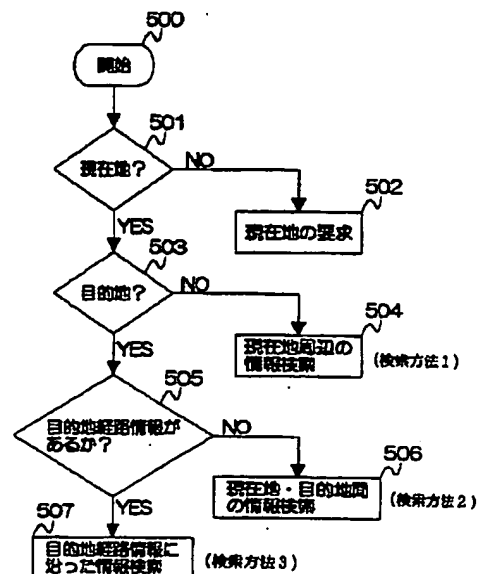 500
開始
501
現在地？
NO
502
現在地の要求
YES
503
目的地？
NO
504
現在地周辺の
情報検索
(検索方法1)
YES
505
目的地経路情報が
あるか？
NO
506
現在地・目的地間
の情報検索
(検索方法2)
YES
507
目的地経路情報に
沿った情報検索
(検索方法3)